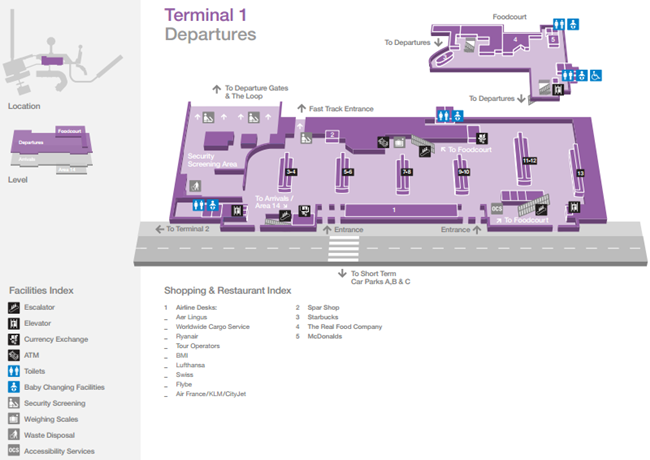 Terminal 1
Departures
Foodcourt
To Departures
4
5
To Departures
Location
To Departure Gates
& The Loop
Fast Track Entrance
Foodcourt
Departures
Arrivals
Area 14
Level
Security
Screening Area
2
To Foodcourt
3-4
5-6
7-8
9-10
11-12
13
To Arrivals /
Area 14
1
OCS
To Foodcourt
To Terminal 2
Entrance
Entrance
To Short Term
Car Parks A,B & C
Facilities Index
Escalator
Elevator
Currency Exchange
ATM
Toilets
Baby Changing Facilities
Security Screening
Weighing Scales
Waste Disposal
OCS Accessibility Services
Shopping & Restaurant Index
1 Airline Desks:
_ Aer Lingus
_ Worldwide Cargo Service
_ Ryanair
_ Tour Operators
_ BMI
_ Lufthansa
_ Swiss
_ Flybe
_ Air France/KLM/CityJet
2 Spar Shop
3 Starbucks
4 The Real Food Company
5 McDonalds